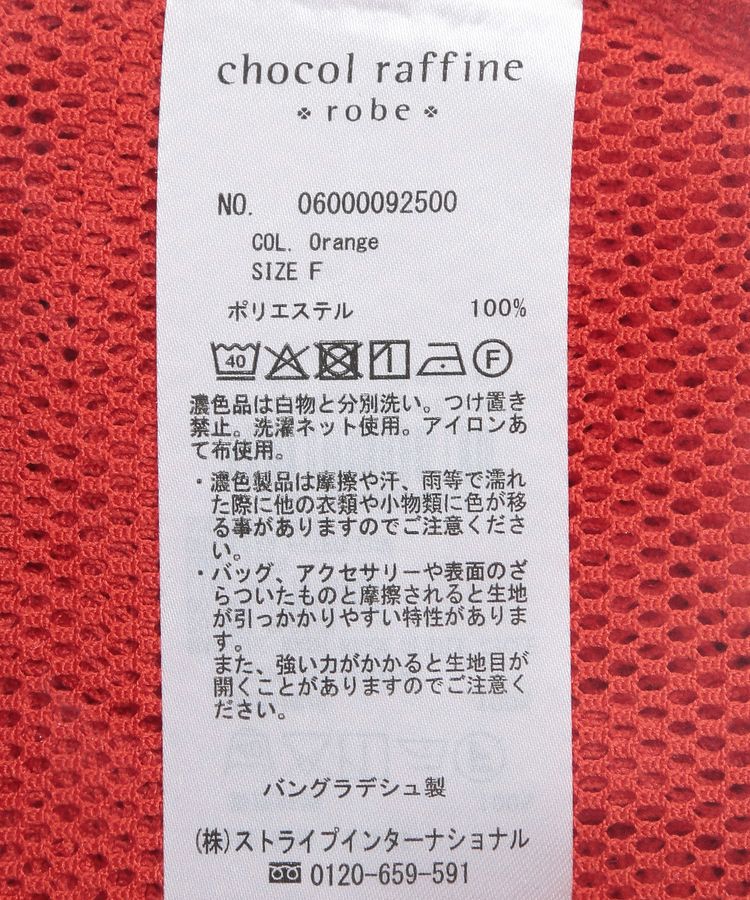 chocol raffine
robe
NO. 06000092500
COL. Orange
SIZE F
ポリエステル 100%
40 F
濃色品は白物と分別洗い。つけ置き
禁止。洗濯ネット使用。アイロンあ
て布使用。
・濃色製品は摩擦や汗、雨等で濡れ
た際に他の衣類や小物類に色が移
る事がありますのでご注意くださ
い。
・バッグ、アクセサリーや表面のざ
らついたものと摩擦されると生地
が引っかかりやすい特性がありま
す。
また、強い力がかかると生地目が
開くことがありますのでご注意く
ださい。
バングラデシュ製
(株)ストライプインターナショナル
0120-659-591